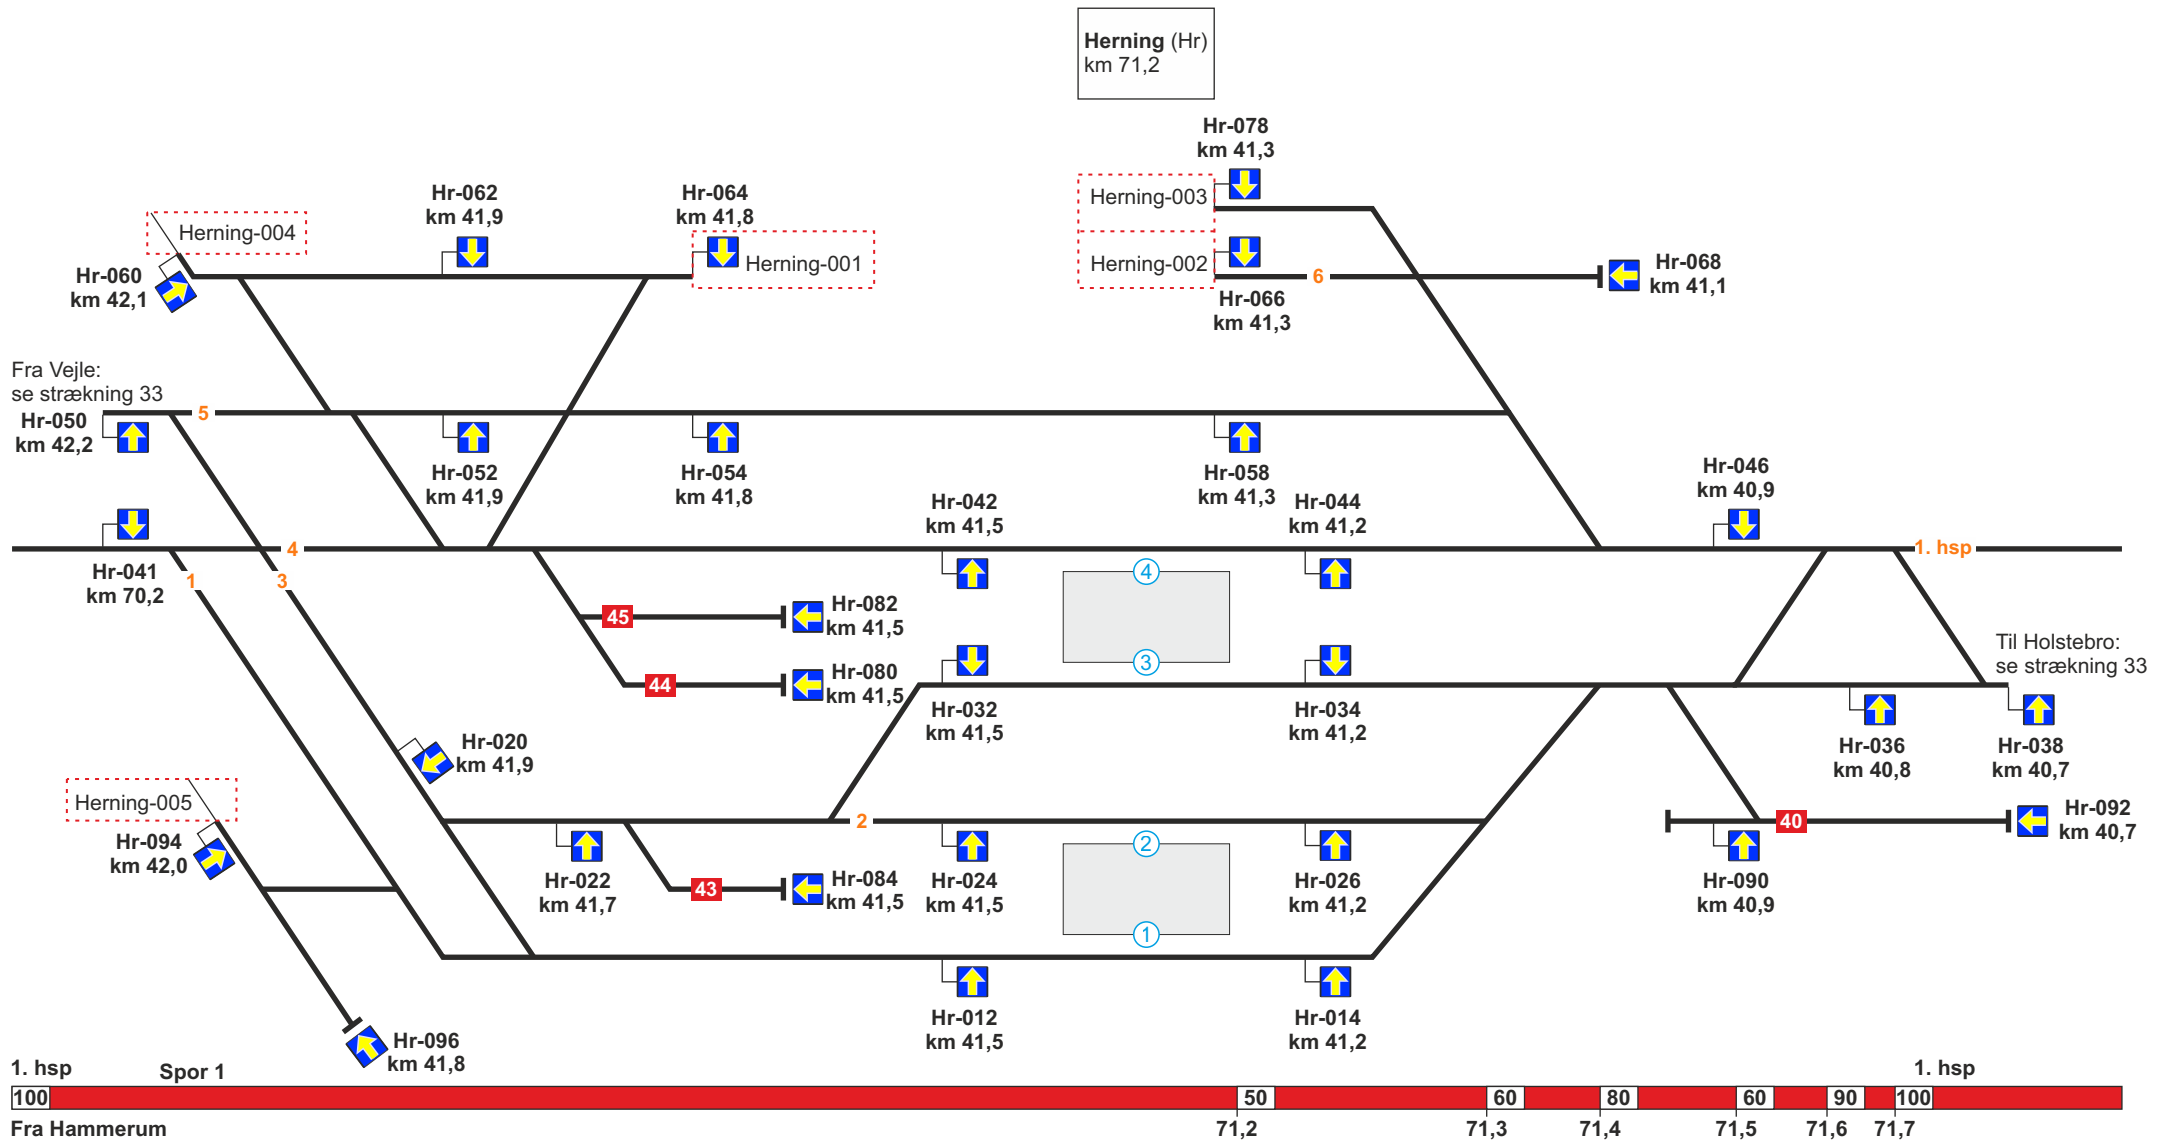 Herning (Hr)
km 71,2
Hr-078
km 41,3
Hr-062
km 41,9
Hr-064
km 41,8
Herning-003
Herning-004
Herning-001
Herning-002
6
Hr-060
km 42,1
Hr-066
km 41,3
Hr-068
km 41,1
Fra Vejle:
se strækning 33
Hr-050
km 42,2
5
Hr-052
km 41,9
Hr-054
km 41,8
Hr-058
km 41,3
Hr-042
km 41,5
Hr-044
km 41,2
Hr-046
km 40,9
4
1. hsp
Hr-041
km 70,2
1
3
4
45
Hr-082
km 41,5
3
44
Hr-080
km 41,5
Til Holstebro:
se strækning 33
Hr-032
km 41,5
Hr-034
km 41,2
Hr-036
km 40,8
Hr-038
km 40,7
Hr-020
km 41,9
Herning-005
Hr-094
km 42,0
2
2
40
Hr-092
km 40,7
Hr-022
km 41,7
43
Hr-084
km 41,5
Hr-024
km 41,5
Hr-026
km 41,2
Hr-090
km 40,9
1
Hr-012
km 41,5
Hr-014
km 41,2
Hr-096
km 41,8
1. hsp
Spor 1
1. hsp
100
50
60
80
60
90
100
Fra Hammerum
71,2
71,3
71,4
71,5
71,6
71,7